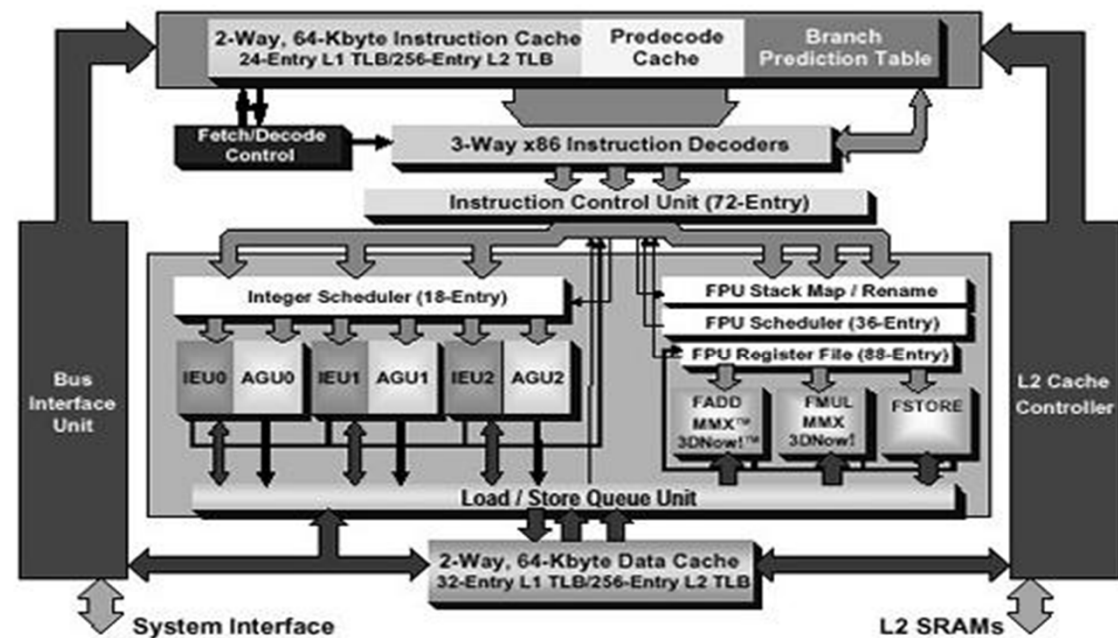 2-Way, 64-Kbyte Instruction Cache
24-Entry L1 TLB/256-Entry L2 TLB
Predecode
Cache
Branch
Prediction Table
Fetch/Decode
Control
3-Way x86 Instruction Decoders
Instruction Control Unit (72-Entry)
Integer Scheduler (18-Entry)
FPU Stack Map / Rename
FPU Scheduler (36-Entry)
FPU Register File (88-Entry)
Bus
Interface
Unit
IEU0
AGU0
IEU1
AGU1
IEU2
AGU2
FADD
MMX™
3DNow!™
FMUL
MMX
3DNow!
FSTORE
L2 Cache
Controller
Load / Store Queue Unit
2-Way, 64-Kbyte Data Cache
32-Entry L1 TLB/256-Entry L2 TLB
System Interface
L2 SRAMs